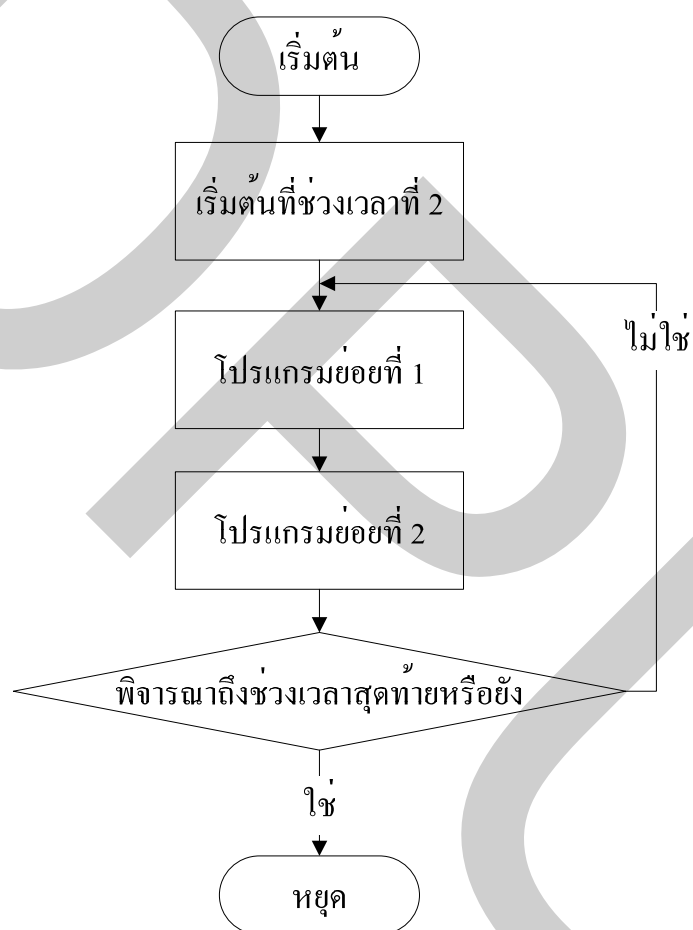 เริ่มต้น
เริ่มต้นที่ช่วงเวลาที่ 2
ไม่ใช่
โปรแกรมย่อยที่ 1
โปรแกรมย่อยที่ 2
พิจารณาถึงช่วงเวลาสุดท้ายหรือยัง
ใช่
หยุด